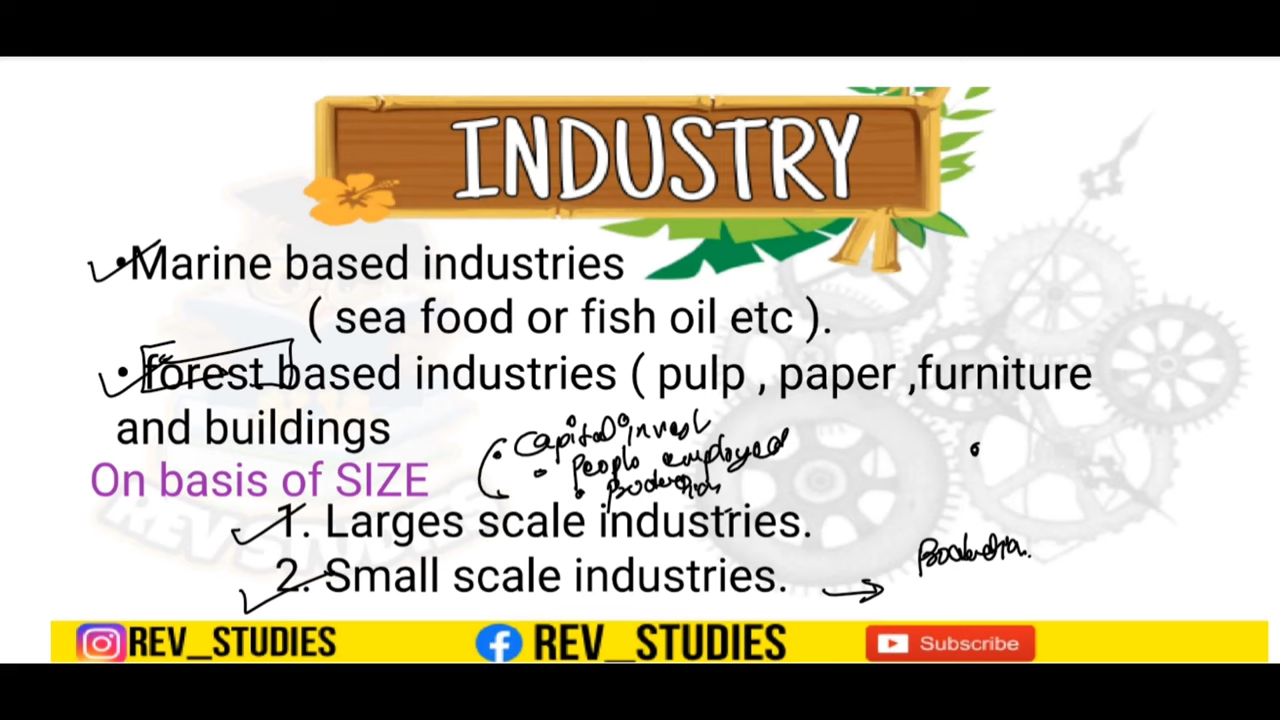 INDUSTRY
•Marine based industries
( sea food or fish oil etc ).
• forest based industries ( pulp , paper ,furniture
and buildings
• Capital invest
On basis of SIZE
• People employed
1. Larges scale industries.
2. Small scale industries. →
REV_STUDIES REV_STUDIES Subscribe